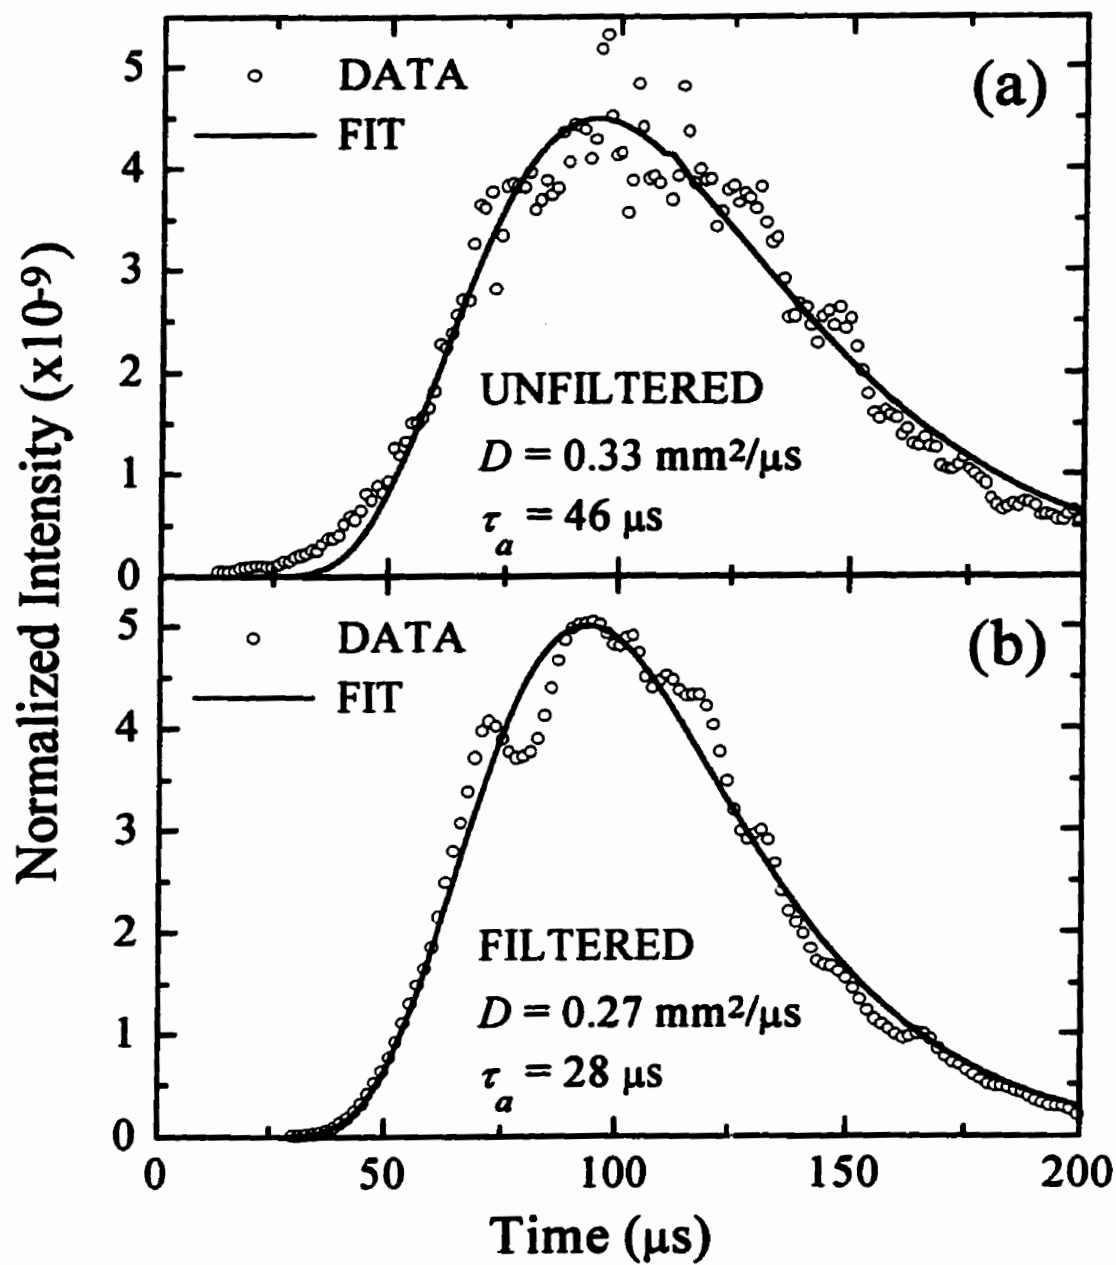 (a)
DATA
FIT
5
4
3
2
1
0
UNFILTERED
D = 0.33 mm²/μs
τₐ = 46 μs
Normalized Intensity (x10⁻⁹)
(b)
DATA
FIT
5
4
3
2
1
0
FILTERED
D = 0.27 mm²/μs
τₐ = 28 μs
0 50 100 150 200
Time (μs)